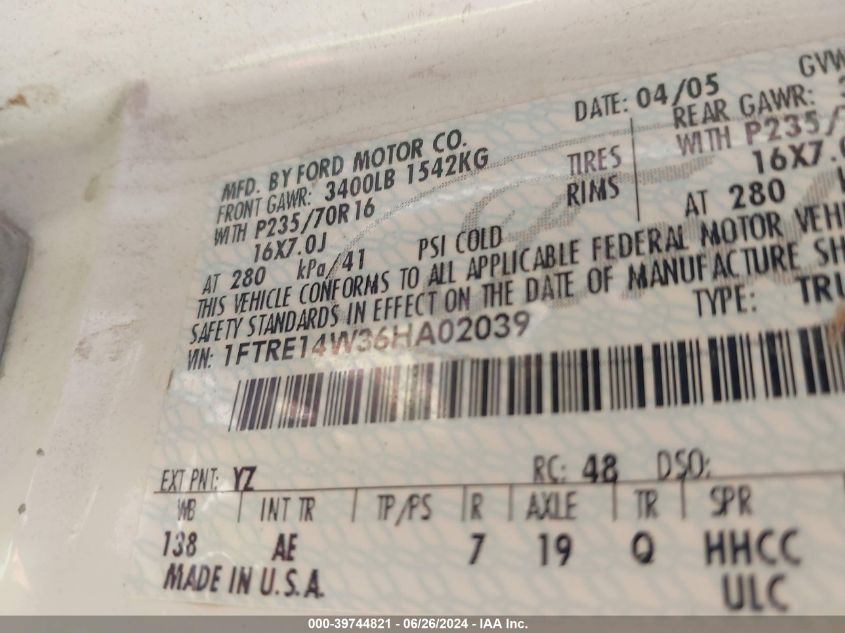 MFD. BY FORD MOTOR CO.
DATE: 04/05
FRONT GAWR: 3400LB 1542KG
REAR GAWR:
WITH P235/70R16
TIRES
WITH P235/
16X7.0J
RIMS
16X7.0
AT 280 kPa/41 PSI COLD
AT 280
THIS VEHICLE CONFORMS TO ALL APPLICABLE FEDERAL MOTOR
SAFETY STANDARDS IN EFFECT ON THE DATE OF MANUFACTURE
VIN: 1FTRE14W36HA02039
TYPE:
EXT PNT: YZ RC: 48 DSO:
WB | INT TR | TP/PS | R | AXLE | TR | SPR
138 AE 7 19 Q HHCC
MADE IN U.S.A. ULC
000-39744821 / 06/26/2024 - IAA Inc.